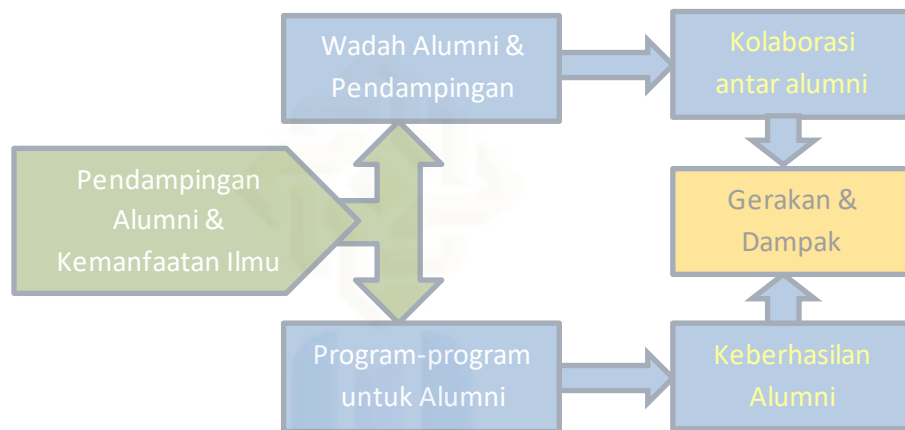 Wadah Alumni &
Pendampingan
Kolaborasi
antar alumni
Pendampingan
Alumni &
Kemanfaatan Ilmu
Gerakan &
Dampak
Program-program
untuk Alumni
Keberhasilan
Alumni